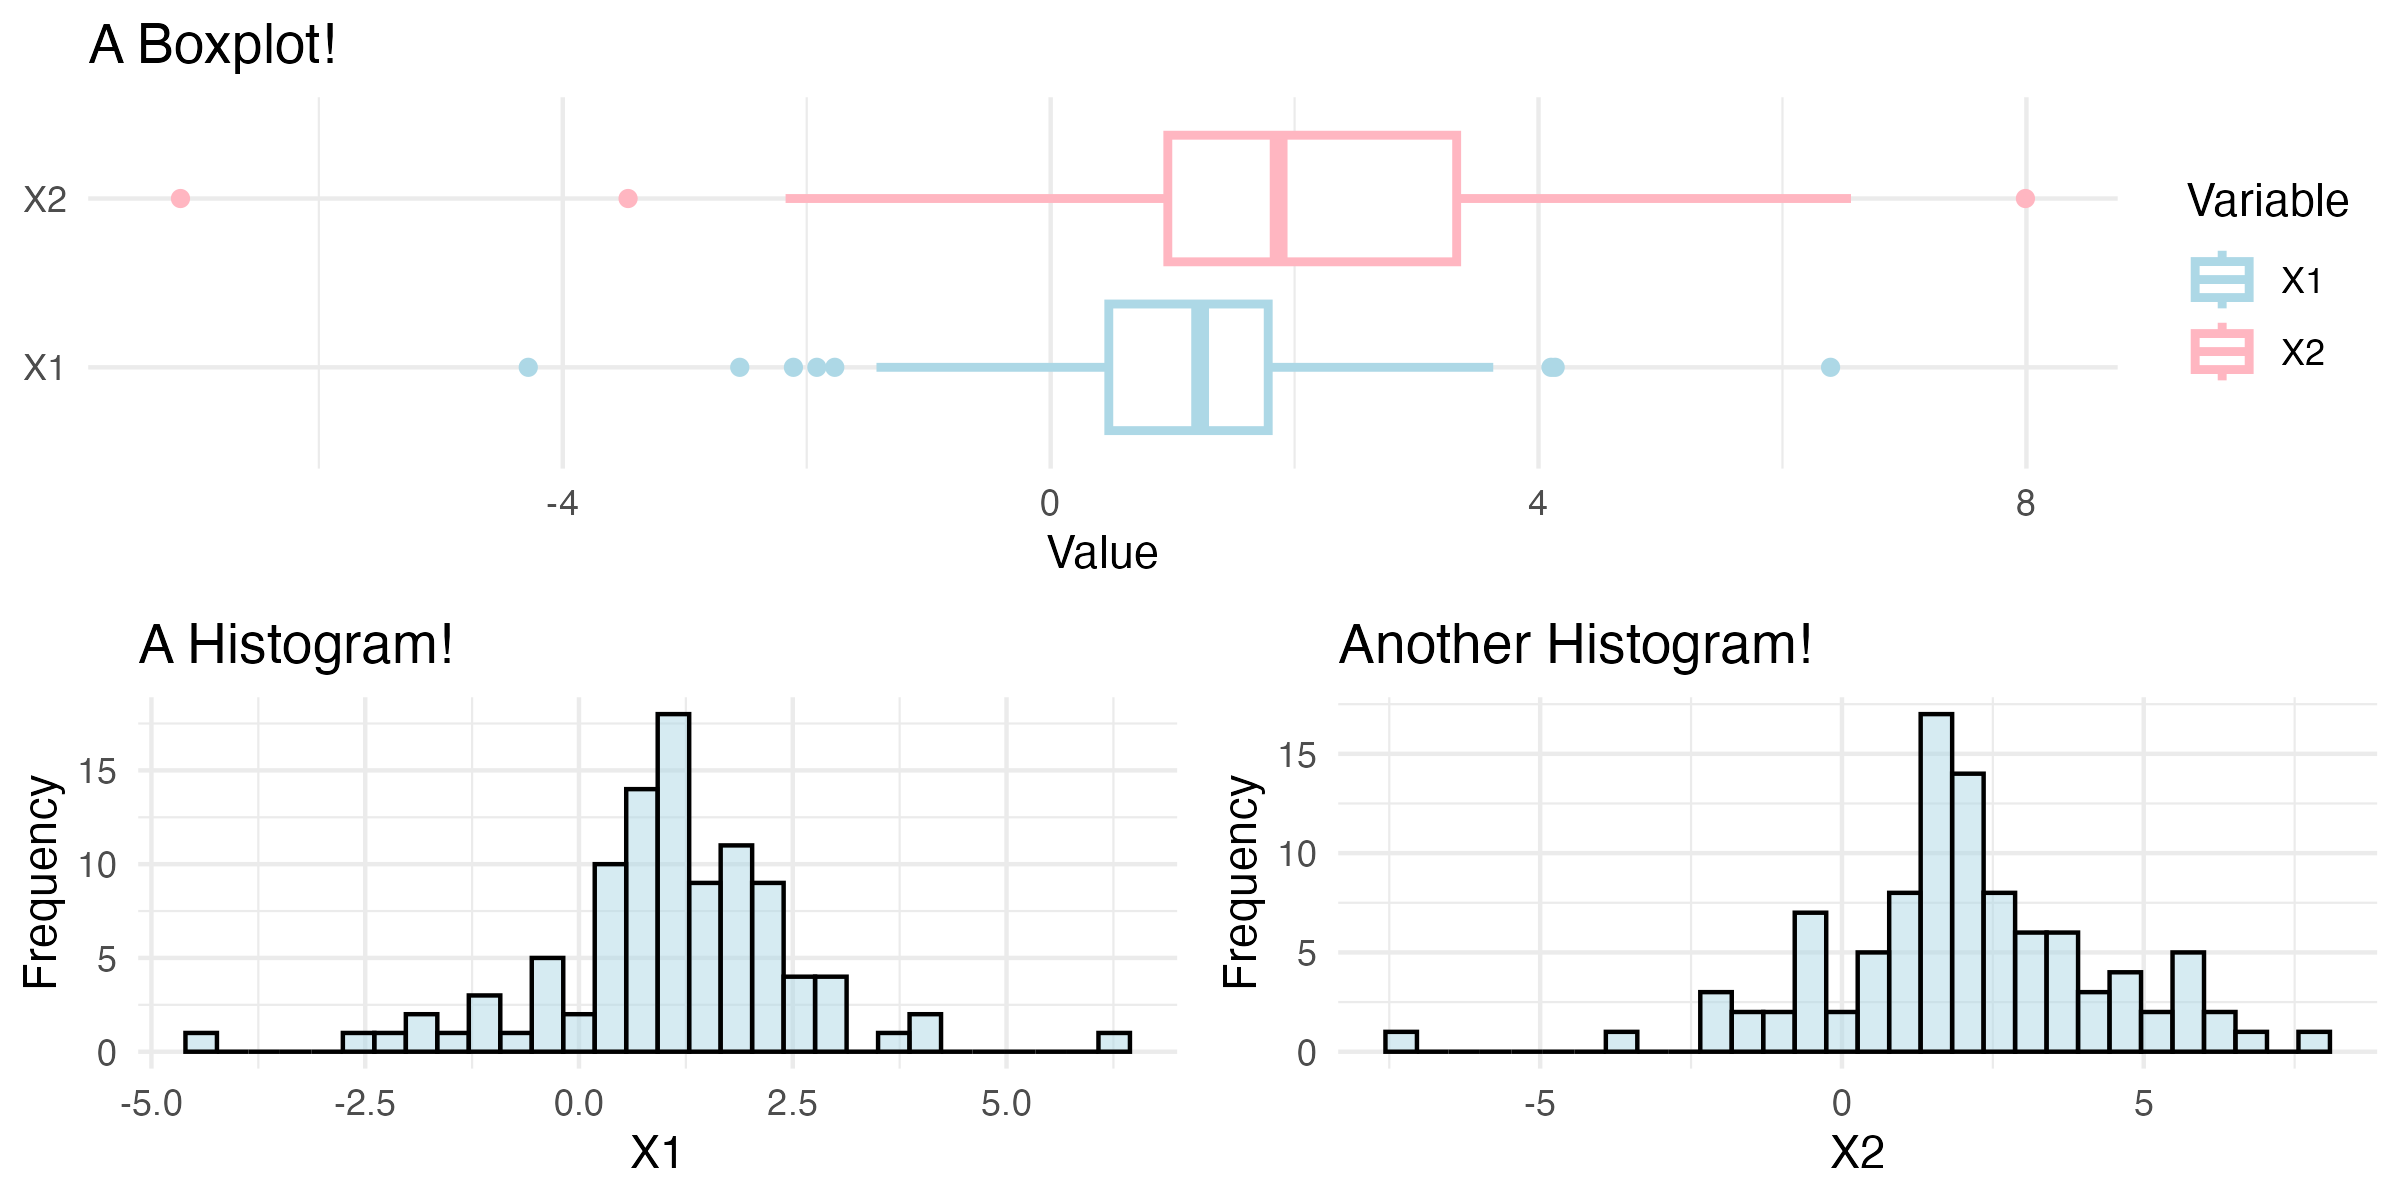 A Boxplot!
X2
X1
-4 0 4 8
Value
Variable
X1
X2
A Histogram!
Frequency
15
10
5
0
-5.0 -2.5 0.0 2.5 5.0
X1
Another Histogram!
Frequency
15
10
5
0
-5 0 5
X2